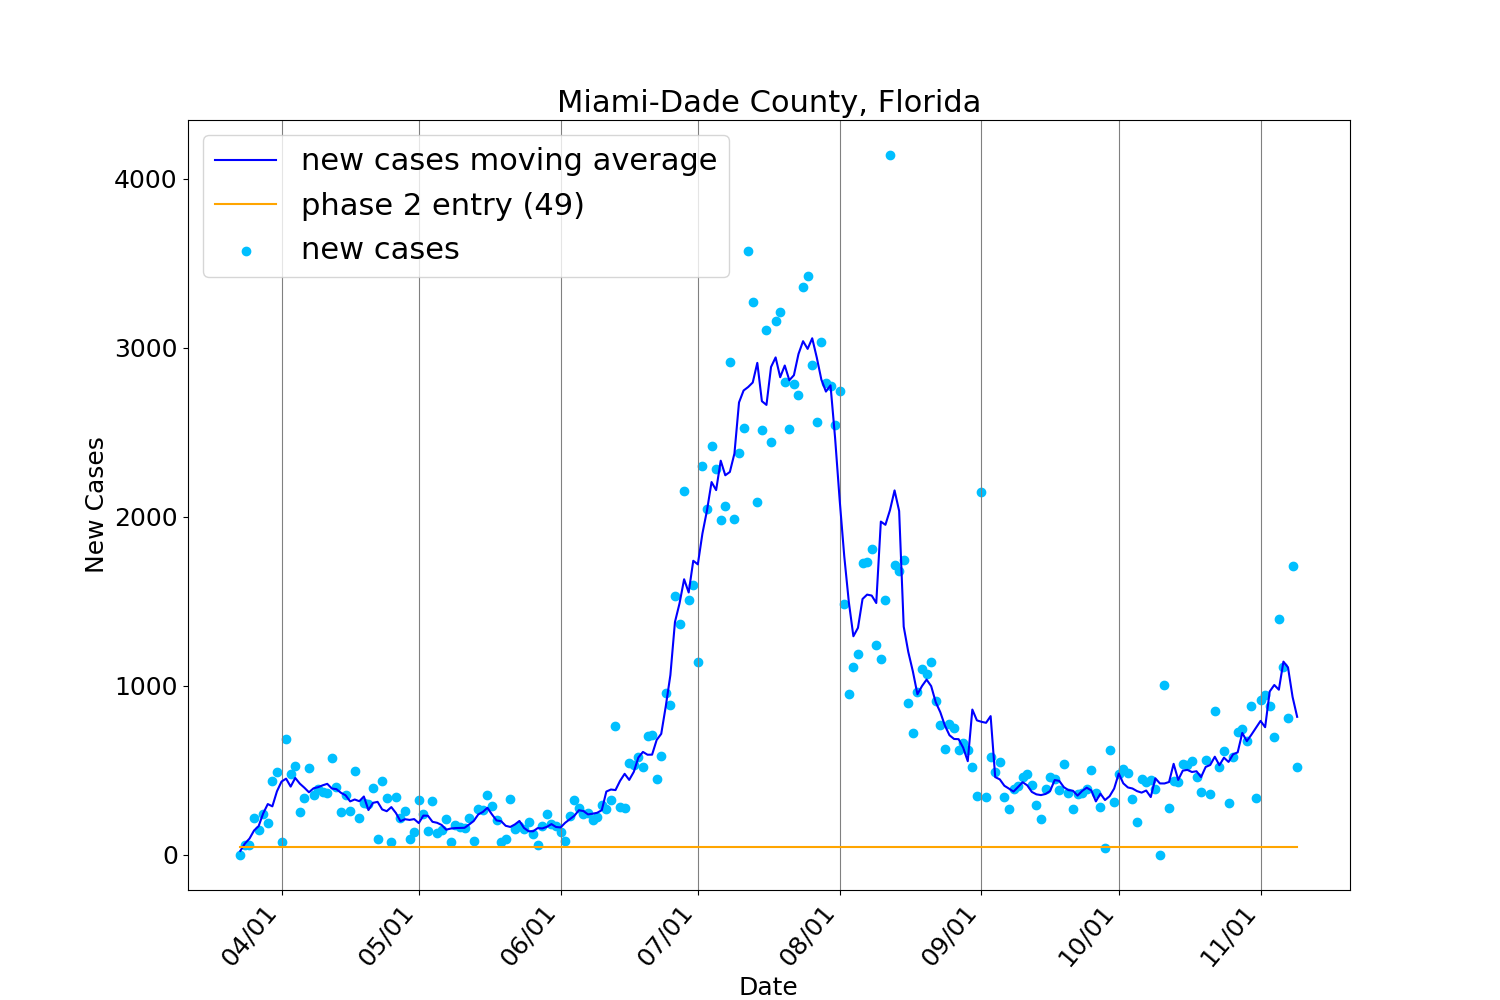 Miami-Dade County, Florida
new cases moving average
phase 2 entry (49)
new cases
New Cases
4000
3000
2000
1000
0
04/01
05/01
06/01
07/01
08/01
09/01
10/01
11/01
Date